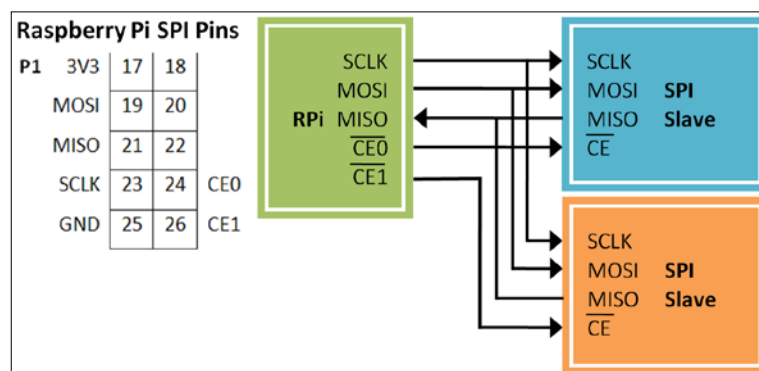 Raspberry Pi SPI Pins
P1 3V3 17 18
MOSI 19 20
MISO 21 22
SCLK 23 24 CE0
GND 25 26 CE1
SCLK
MOSI
RPi MISO
CE0
CE1
SCLK
MOSI SPI
MISO Slave
CE
SCLK
MOSI SPI
MISO Slave
CE